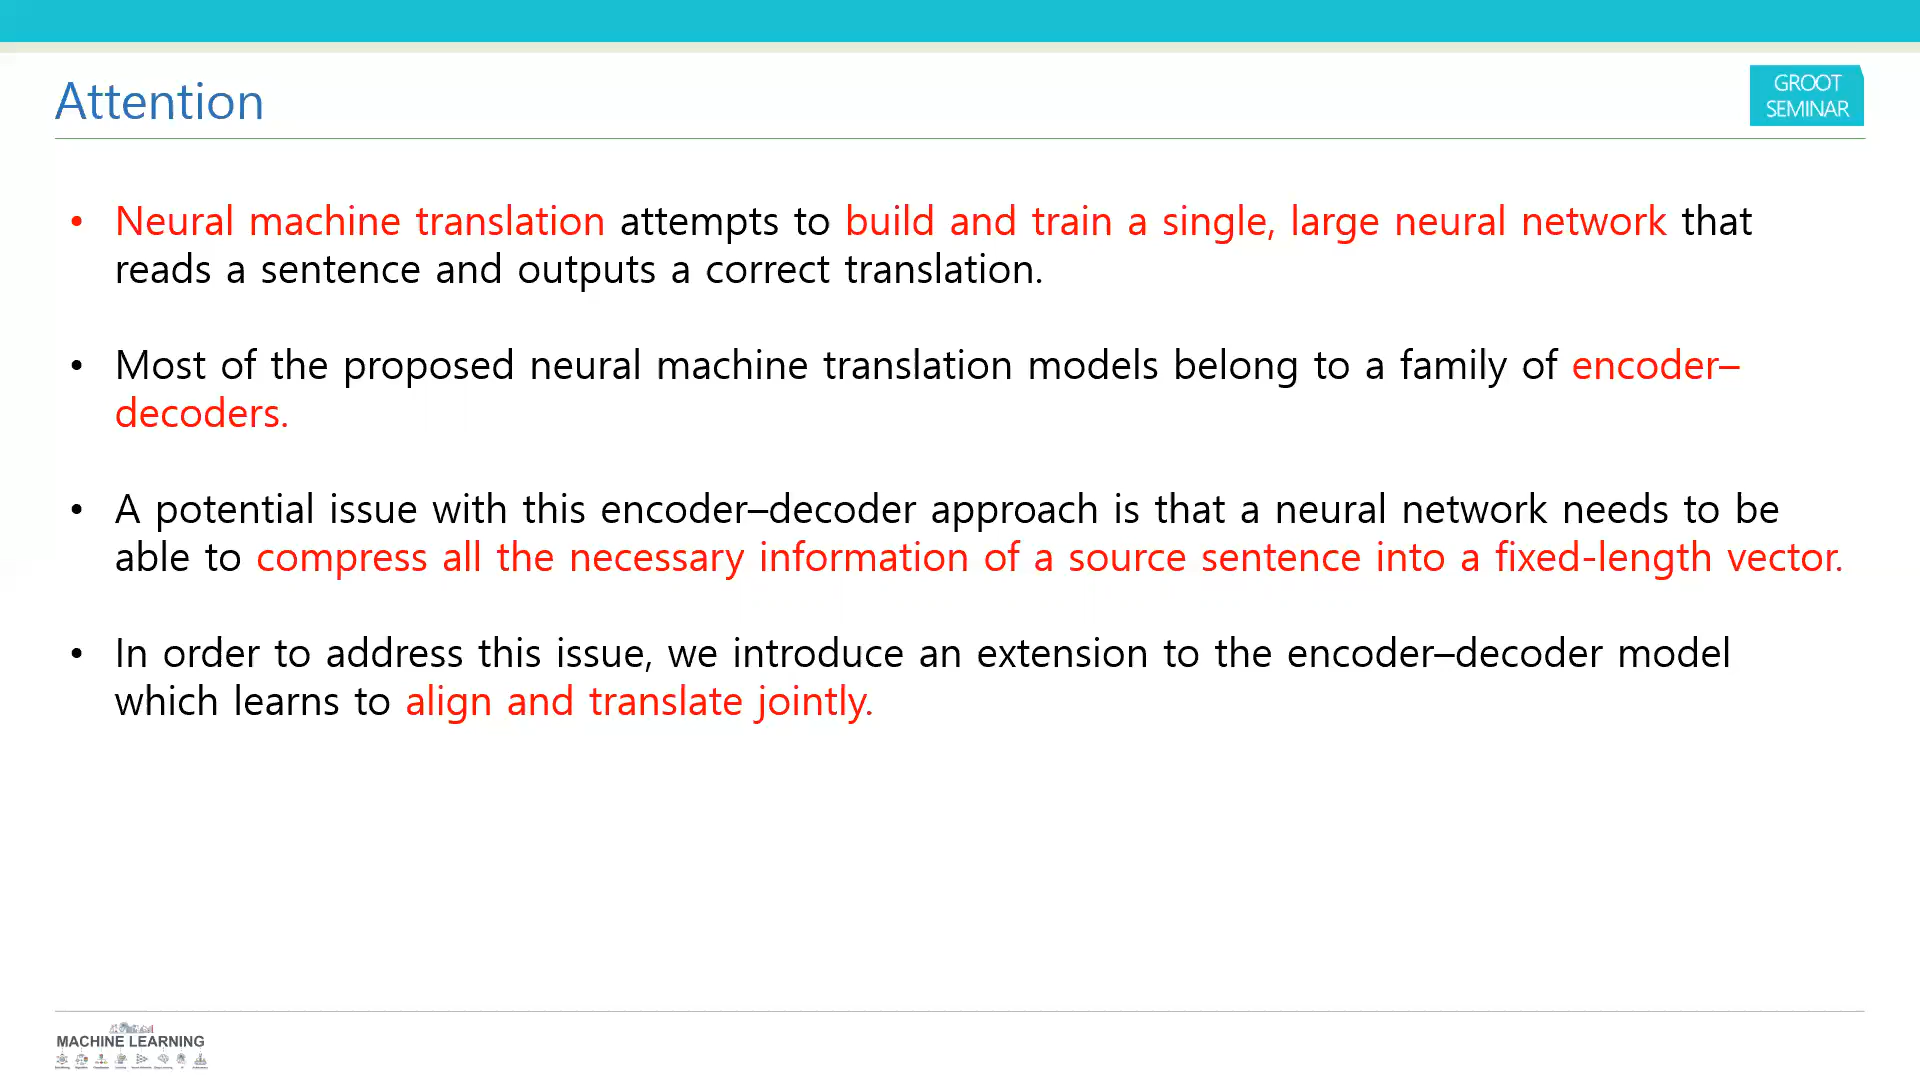 Attention
GROOT
SEMINAR
• Neural machine translation attempts to build and train a single, large neural network that
reads a sentence and outputs a correct translation.
• Most of the proposed neural machine translation models belong to a family of encoder–
decoders.
• A potential issue with this encoder–decoder approach is that a neural network needs to be
able to compress all the necessary information of a source sentence into a fixed-length vector.
• In order to address this issue, we introduce an extension to the encoder–decoder model
which learns to align and translate jointly.
MACHINE LEARNING